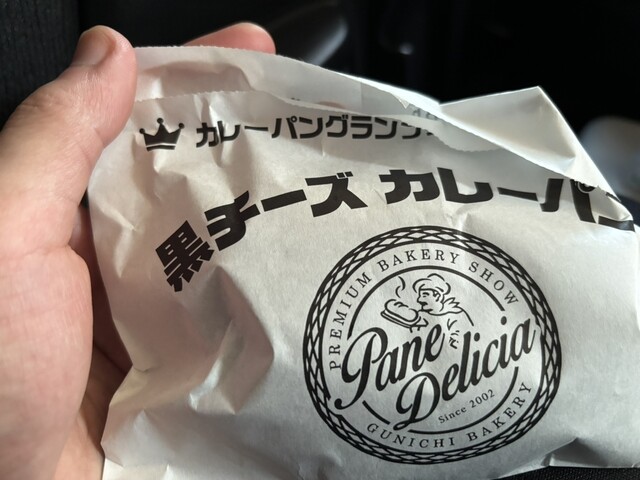 カレーパングラン
黒チーズ カレーパン
PREMIUM BAKERY SHOW
Pane
Delicia
Since 2002
GUNICHI BAKERY